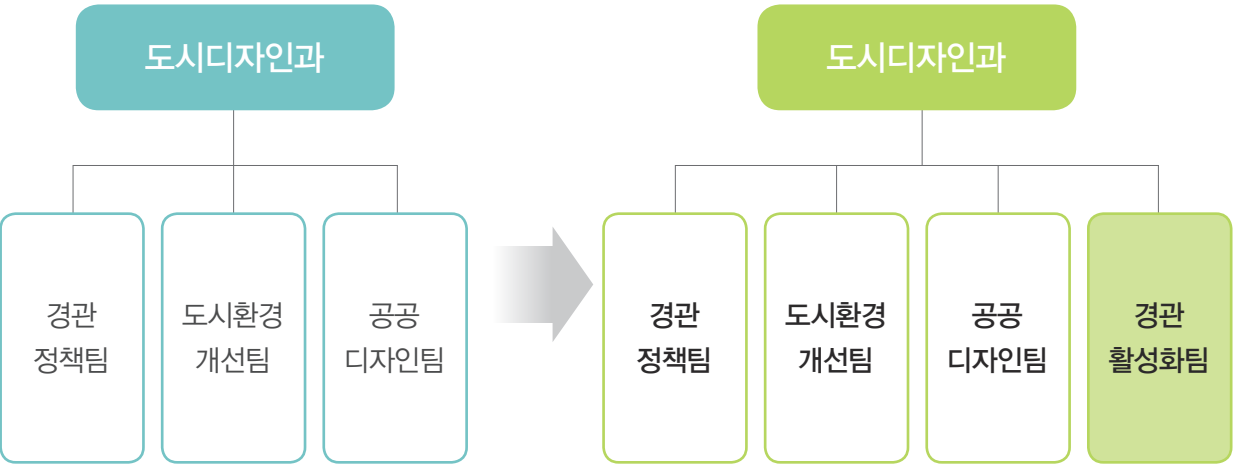 도시디자인과
경관
정책팀
도시환경
개선팀
공공
디자인팀
도시디자인과
경관
정책팀
도시환경
개선팀
공공
디자인팀
경관
활성화팀